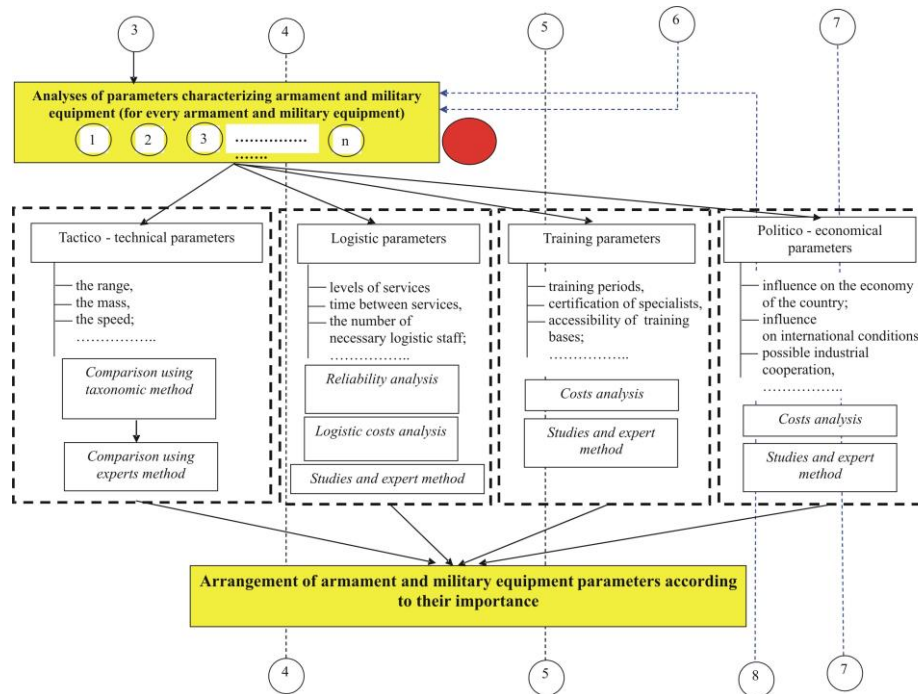 3
4
5
6
7
Analyses of parameters characterizing armament and military
equipment (for every armament and military equipment)
1 2 3 ............... n
.......
Tactico - technical parameters
the range,
the mass,
the speed;
……………..
Comparison using
taxonomic method
Comparison using
experts method
Logistic parameters
levels of services
time between services,
the number of
necessary logistic staff;
……………..
Reliability analysis
Logistic costs analysis
Studies and expert method
Training parameters
training periods,
certification of specialists,
accessibility of training
bases;
……………..
Costs analysis
Studies and expert
method
Politico - economical
parameters
influence on the economy
of the country;
influence
on international conditions
possible industrial
cooperation,
……………..
Costs analysis
Studies and expert
method
Arrangement of armament and military equipment parameters according
to their importance
4
5
8
7